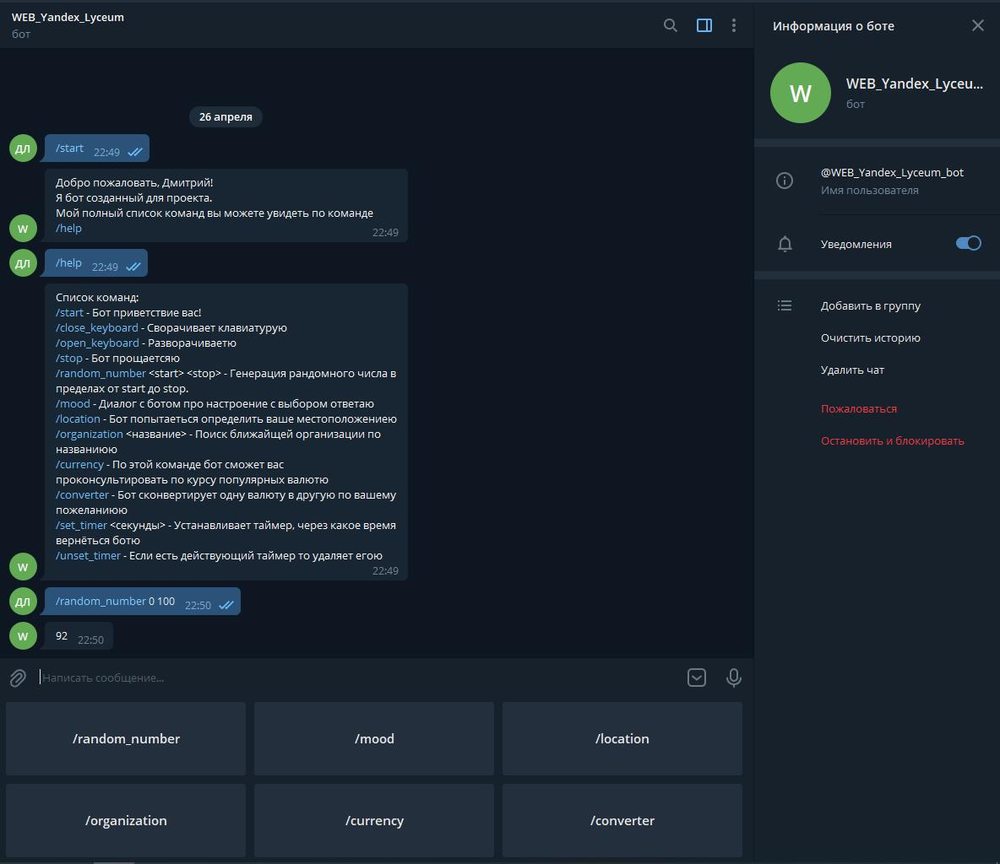 WEB_Yandex_Lyceum
бот
26 апреля
ДЛ
/start 22:49
Добро пожаловать, Дмитрий!
Я бот созданный для проекта.
Мой полный список команд вы можете увидеть по команде
/help
22:49
W
ДЛ
/help 22:49
Список команд:
/start - Бот приветствие вас!
/close_keyboard - Сворачивает клавиатурую
/open_keyboard - Разворачиваетю
/stop - Бот прощаетсяю
/random_number <start> <stop> - Генерация рандомного числа в
пределах от start до stop.
/mood - Диалог с ботом про настроение с выбором ответаю
/location - Бот попытаеться определить ваше местоположениею
/organization <название> - Поиск ближайщей организации по
названиюю
/currency - По этой команде бот сможет вас
проконсультировать по курсу популярных валютю
/converter - Бот сконвертирует одну валюту в другую по вашему
пожеланиюю
/set_timer <секунды> - Устанавливает таймер, через какое время
вернёться ботю
/unset_timer - Если есть действующий таймер то удаляет егою
22:49
W
ДЛ
/random_number 0 100 22:50
W
92 22:50
Написать сообщение...
/random_number
/mood
/location
/organization
/currency
/converter
Информация о боте
W
WEB_Yandex_Lyceu...
бот
@WEB_Yandex_Lyceum_bot
Имя пользователя
Уведомления
Добавить в группу
Очистить историю
Удалить чат
Пожаловаться
Остановить и блокировать